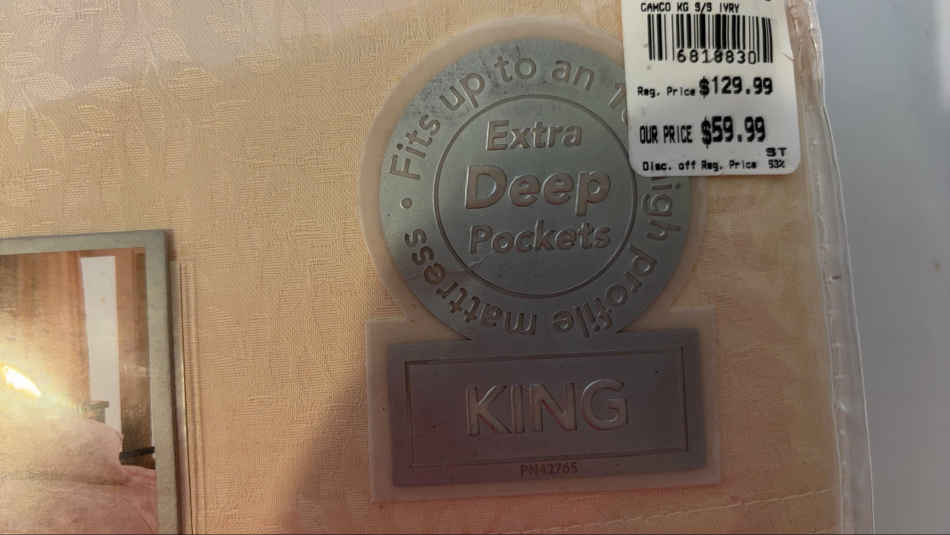 CAMCO KG S/S IVRY
6818830
Reg. Price $129.99
OUR PRICE $59.99
ST
Disc. off Reg. Price 53%
Fits up to an
high profile mattress
Extra
Deep
Pockets
KING
PN42765